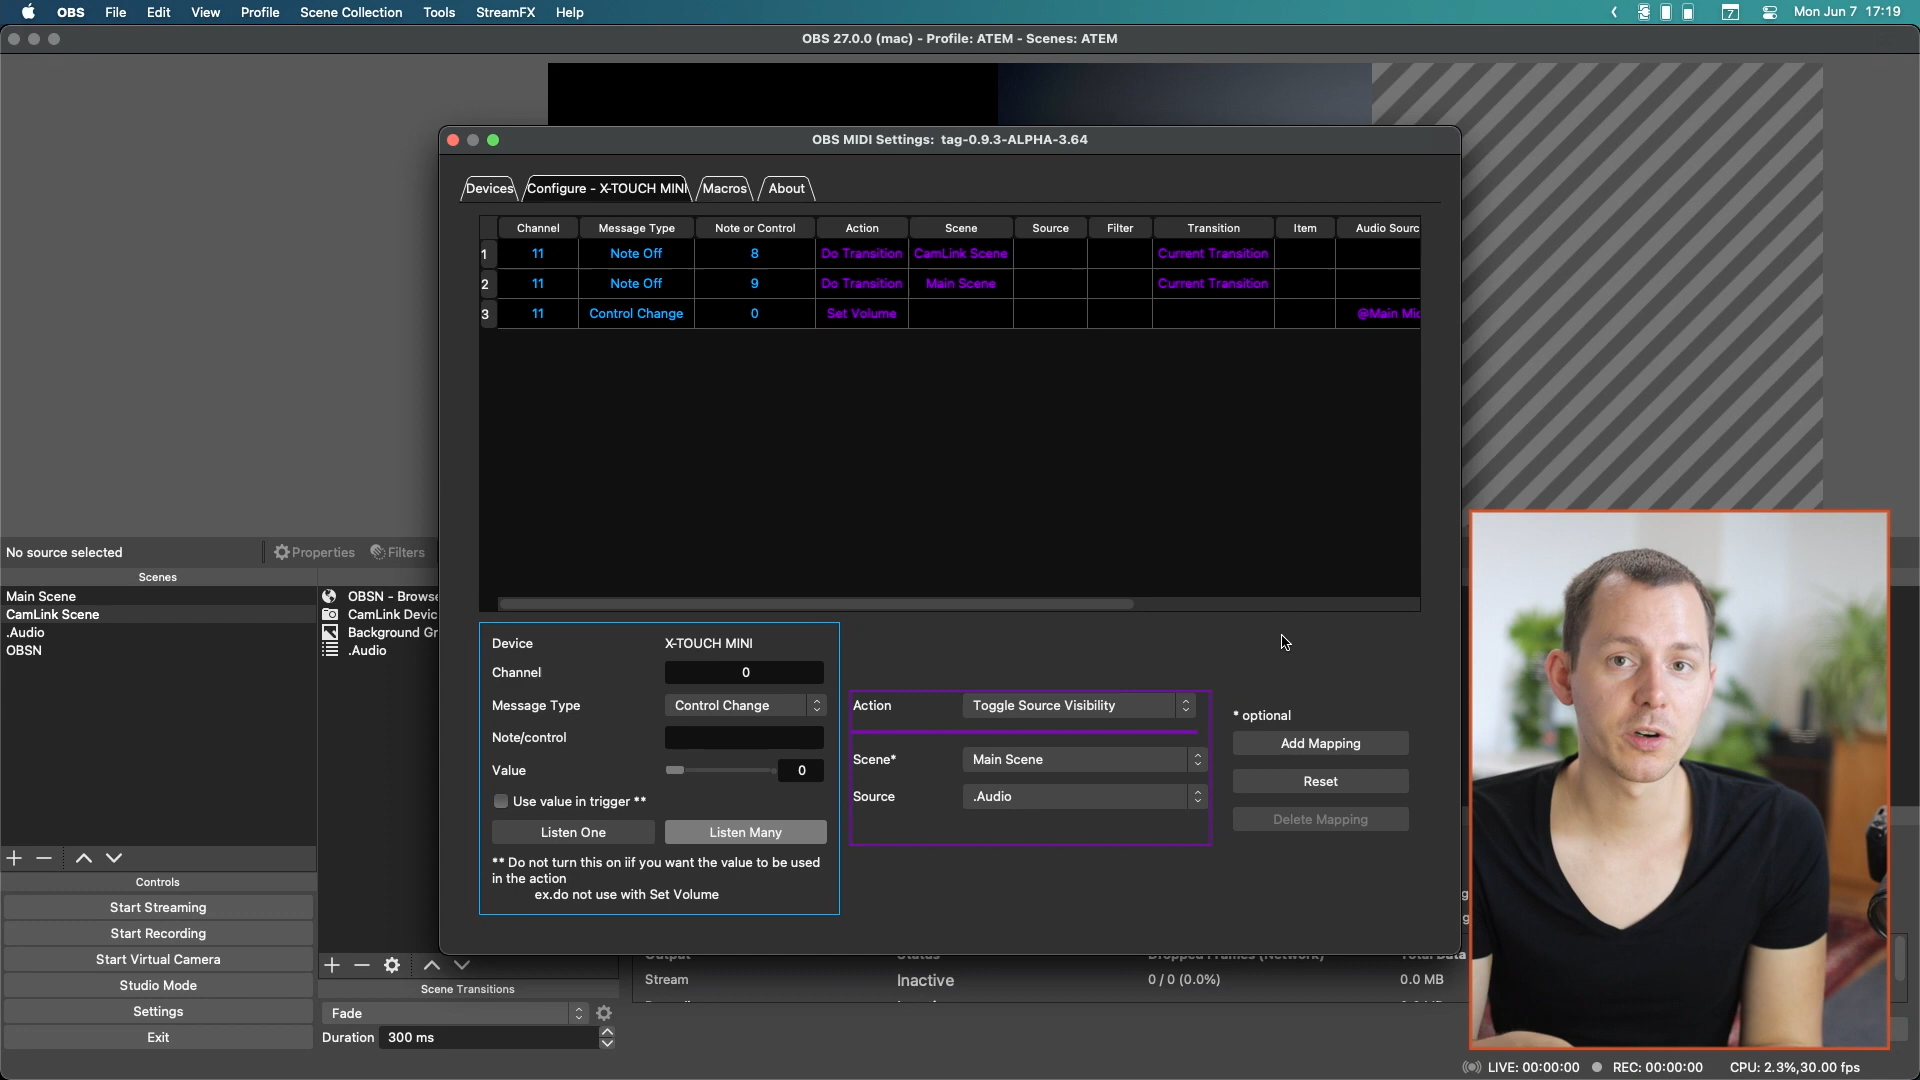 OBS File Edit View Profile Scene Collection Tools StreamFX Help
7 Mon Jun 7 17:19
OBS 27.0.0 (mac) - Profile: ATEM - Scenes: ATEM
OBS MIDI Settings: tag-0.9.3-ALPHA-3.64
Devices Configure - X-TOUCH MINI Macros About
Channel Message Type Note or Control Action Scene Source Filter Transition Item Audio Sourc
1 11 Note Off 8 Do Transition CamLink Scene Current Transition
2 11 Note Off 9 Do Transition Main Scene Current Transition
3 11 Control Change 0 Set Volume @Main Mic
No source selected Properties Filters
Scenes
Main Scene
CamLink Scene
.Audio
OBSN
OBSN - Browse
CamLink Devic
Background Gr
.Audio
Device X-TOUCH MINI
Channel 0
Message Type Control Change
Note/control
Value 0
Use value in trigger **
Listen One Listen Many
** Do not turn this on iif you want the value to be used
in the action
ex.do not use with Set Volume
Action Toggle Source Visibility
Scene* Main Scene
Source .Audio
* optional
Add Mapping
Reset
Delete Mapping
Controls
Start Streaming
Start Recording
Start Virtual Camera
Studio Mode
Settings
Exit
Scene Transitions
Fade
Duration 300 ms
Output Status Dropped Frames (Network) Total Data
Stream Inactive 0 / 0 (0.0%) 0.0 MB
LIVE: 00:00:00 REC: 00:00:00 CPU: 2.3%,30.00 fps